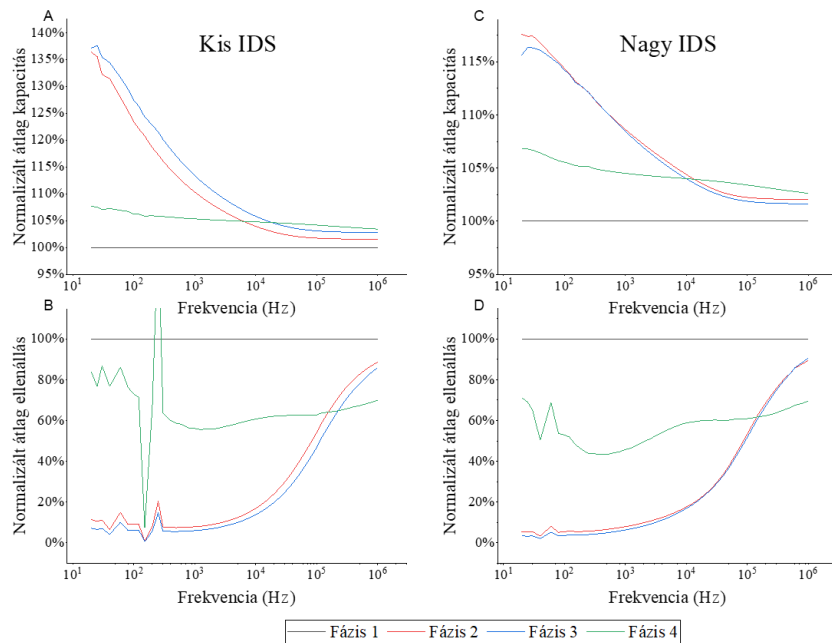 A
Kis IDS
Normalizált átlag kapacitás
140%
135%
130%
125%
120%
115%
110%
105%
100%
95%
10¹ 10² 10³ 10⁴ 10⁵ 10⁶
Frekvencia (Hz)
C
Nagy IDS
Normalizált átlag kapacitás
115%
110%
105%
100%
95%
10¹ 10² 10³ 10⁴ 10⁵ 10⁶
Frekvencia (Hz)
B
Normalizált átlag ellenállás
100%
80%
60%
40%
20%
0%
10¹ 10² 10³ 10⁴ 10⁵ 10⁶
Frekvencia (Hz)
D
Normalizált átlag ellenállás
100%
80%
60%
40%
20%
0%
10¹ 10² 10³ 10⁴ 10⁵ 10⁶
Frekvencia (Hz)
Fázis 1 Fázis 2 Fázis 3 Fázis 4